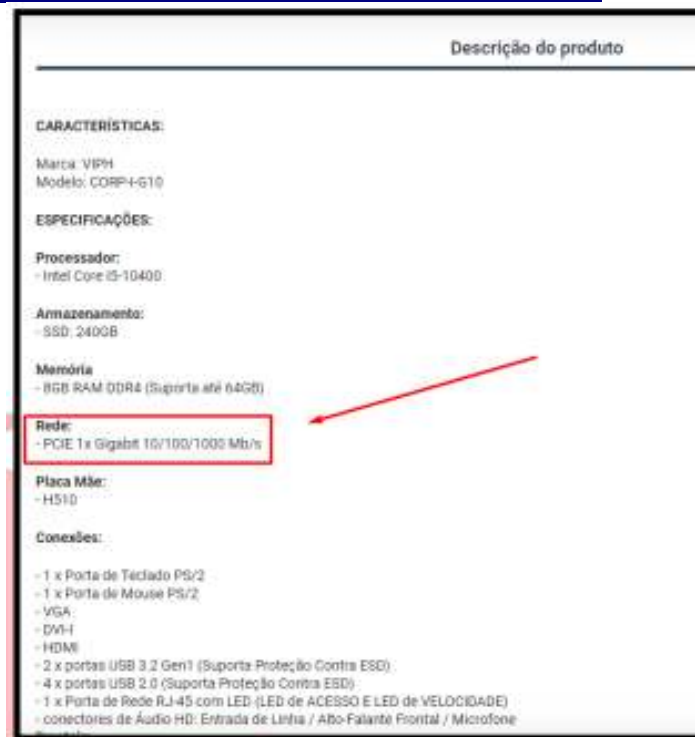 Descrição do produto
CARACTERÍSTICAS:
Marca: VIPH
Modelo: CORP-I-G10
ESPECIFICAÇÕES:
Processador:
- Intel Core i5-10400
Armazenamento:
- SSD: 240GB
Memória
- 8GB RAM DDR4 (Suporta até 64GB)
Rede:
- PCIE 1x Gigabit 10/100/1000 Mb/s
Placa Mãe:
- H510
Conexões:
- 1 x Porta de Teclado PS/2
- 1 x Porta de Mouse PS/2
- VGA
- DVI-I
- HDMI
- 2 x portas USB 3.2 Gen1 (Suporta Proteção Contra ESD)
- 4 x portas USB 2.0 (Suporta Proteção Contra ESD)
- 1 x Porta de Rede RJ-45 com LED (LED de ACESSO E LED de VELOCIDADE)
- conectores de Áudio HD: Entrada de Linha / Alto-Falante Frontal / Microfone